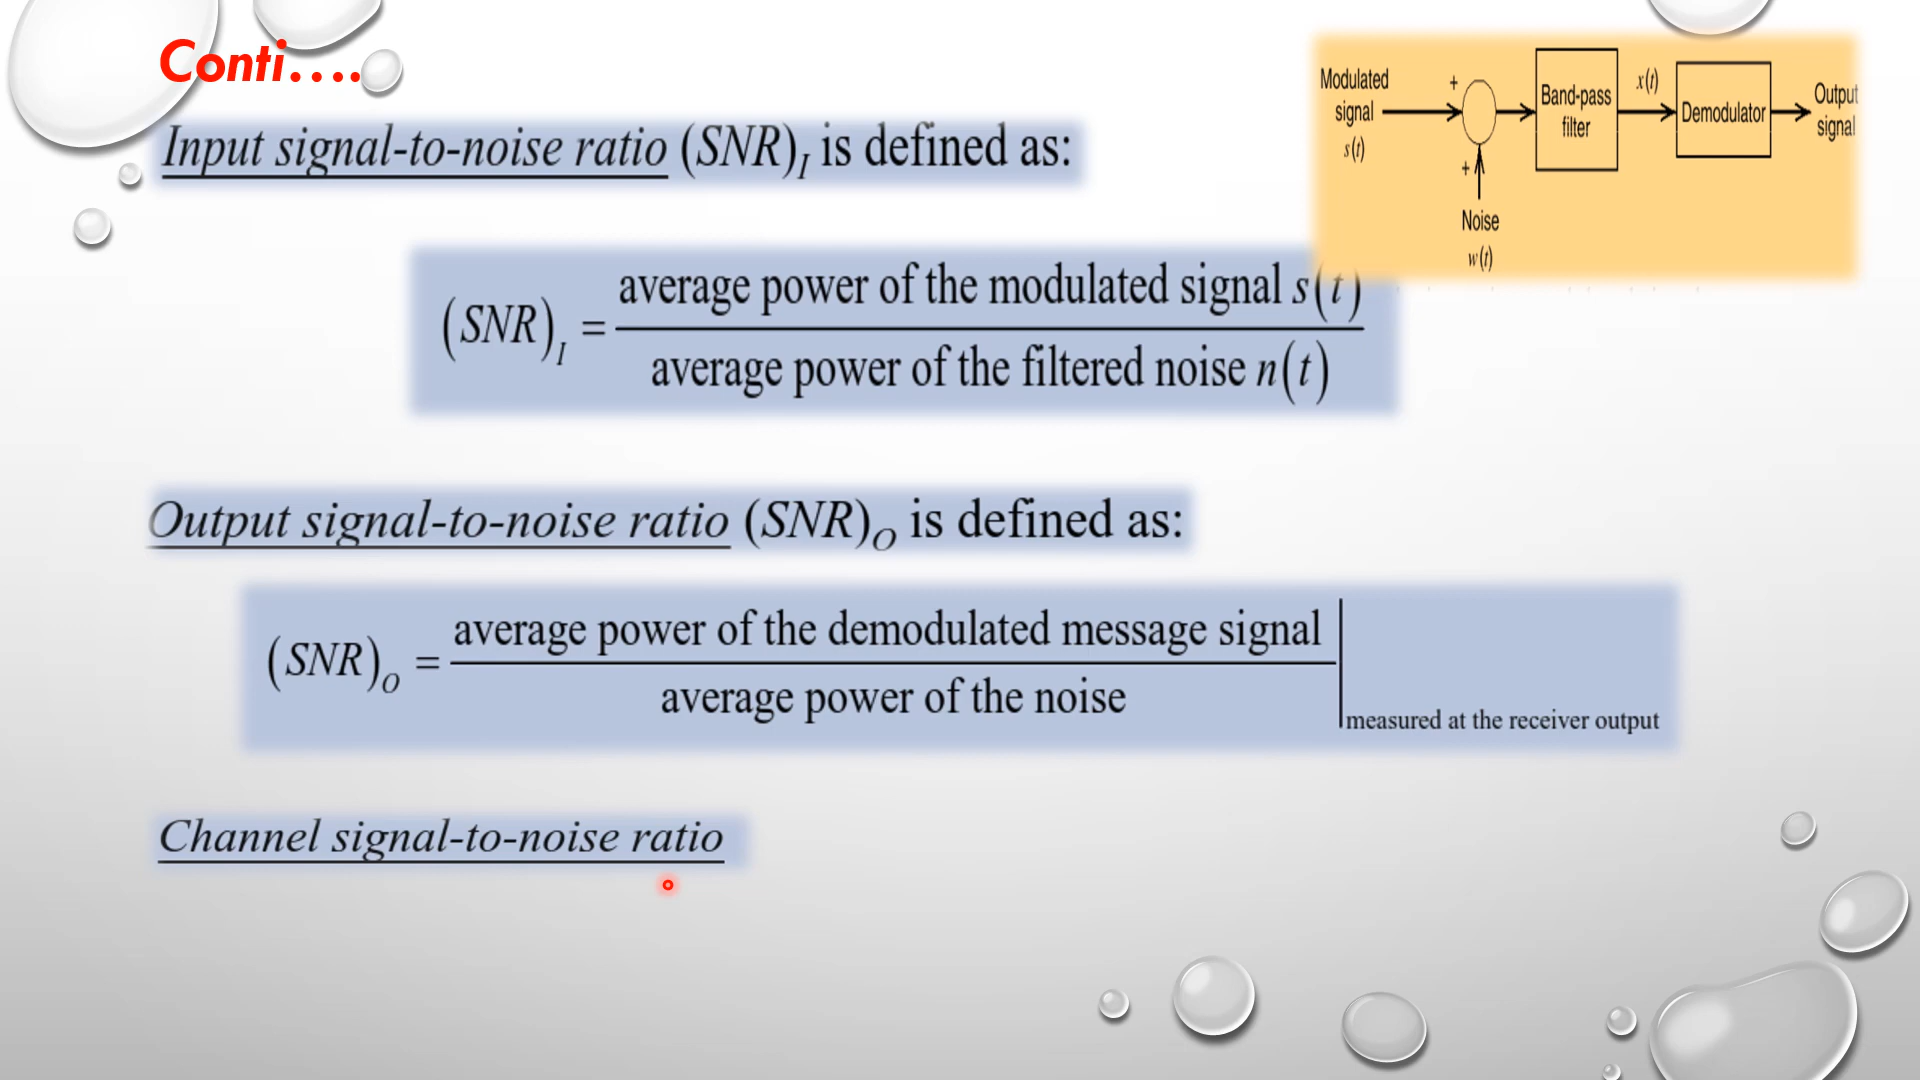 Conti....
Modulated
signal
s(t)
+
+
Noise
w(t)
Band-pass
filter
x(t)
Demodulator
Output
signal
Input signal-to-noise ratio (SNR)I is defined as:
(SNR)I = average power of the modulated signal s(t)
average power of the filtered noise n(t)
Output signal-to-noise ratio (SNR)O is defined as:
(SNR)O = average power of the demodulated message signal
average power of the noise
measured at the receiver output
Channel signal-to-noise ratio